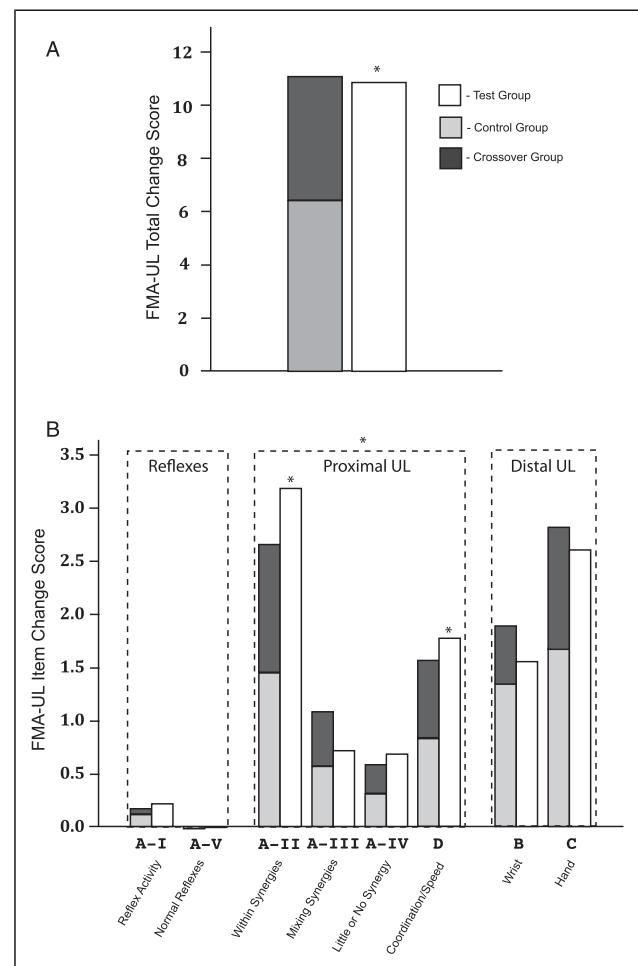 A
FMA-UL Total Change Score
12
10
8
6
4
2
0
*
- Test Group
- Control Group
- Crossover Group
B
FMA-UL Item Change Score
3.5
3.0
2.5
2.0
1.5
1.0
0.5
0.0
*
Reflexes
Proximal UL
Distal UL
*
*
A-I
A-V
A-II
A-III
A-IV
D
B
C
Reflex Activity
Normal Reflexes
Within Synergies
Mixing Synergies
Little or No Synergy
Coordination/Speed
Wrist
Hand